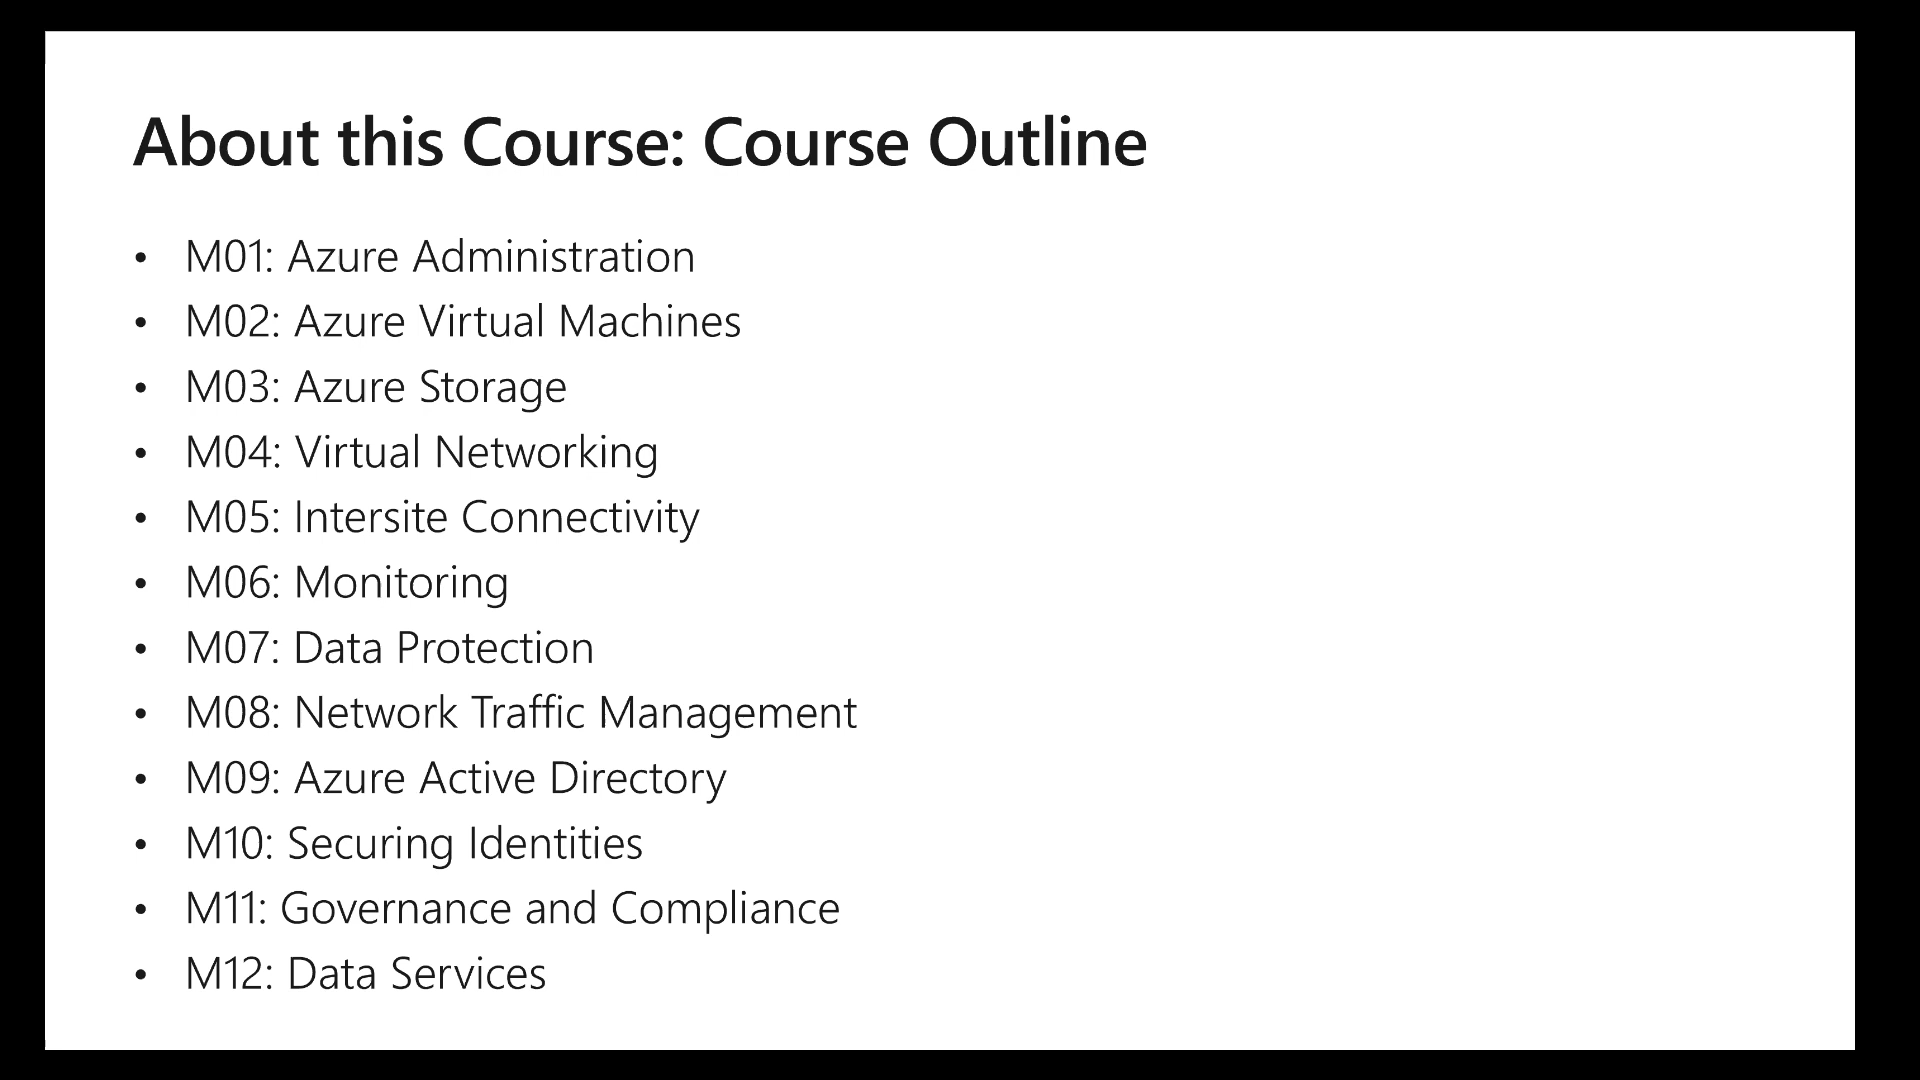 About this Course: Course Outline
• M01: Azure Administration
• M02: Azure Virtual Machines
• M03: Azure Storage
• M04: Virtual Networking
• M05: Intersite Connectivity
• M06: Monitoring
• M07: Data Protection
• M08: Network Traffic Management
• M09: Azure Active Directory
• M10: Securing Identities
• M11: Governance and Compliance
• M12: Data Services